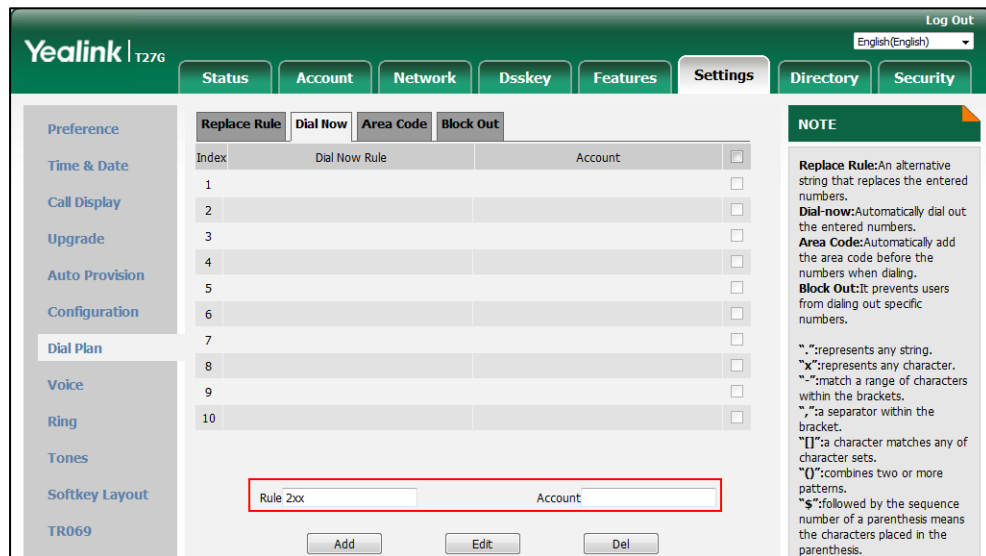 Log Out
Yealink T27G
English(English)
Status Account Network Dsskey Features Settings Directory Security
Preference
Time & Date
Call Display
Upgrade
Auto Provision
Configuration
Dial Plan
Voice
Ring
Tones
Softkey Layout
TR069
Replace Rule Dial Now Area Code Block Out
Index Dial Now Rule Account
1
2
3
4
5
6
7
8
9
10
Rule 2xx Account
Add Edit Del
NOTE
Replace Rule:An alternative
string that replaces the entered
numbers.
Dial-now:Automatically dial out
the entered numbers.
Area Code:Automatically add
the area code before the
numbers when dialing.
Block Out:It prevents users
from dialing out specific
numbers.
".":represents any string.
"x":represents any character.
"-":match a range of characters
within the brackets.
",":a separator within the
bracket.
"[]":a character matches any of
character sets.
"()":combines two or more
patterns.
"$":followed by the sequence
number of a parenthesis means
the characters placed in the
parenthesis.